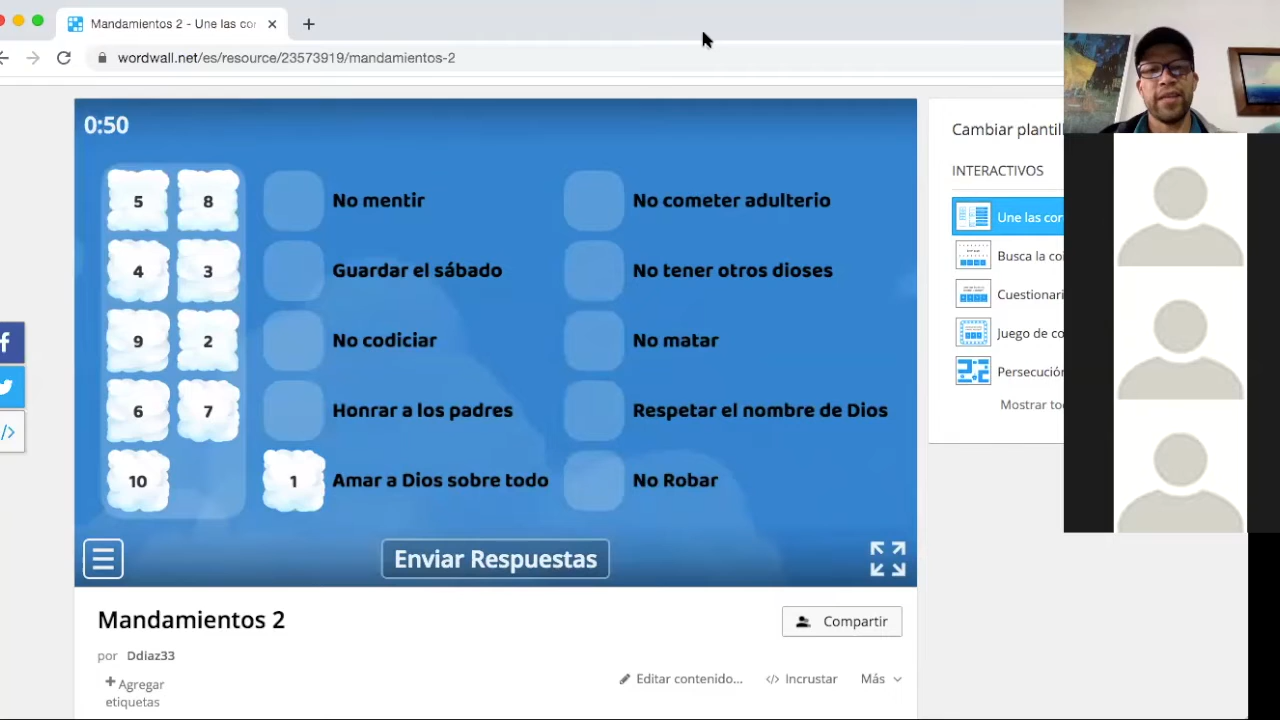 Mandamientos 2 - Une las cor
wordwall.net/es/resource/23573919/mandamientos-2
0:50
5 8 No mentir No cometer adulterio
4 3 Guardar el sábado No tener otros dioses
9 2 No codiciar No matar
6 7 Honrar a los padres Respetar el nombre de Dios
10 1 Amar a Dios sobre todo No Robar
Enviar Respuestas
Cambiar plantil
INTERACTIVOS
Une las cor
Busca la co
Cuestionari
Juego de co
Persecución
Mostrar to
Mandamientos 2
Compartir
por Ddiaz33
Editar contenido... Incrustar Más
+ Agregar
etiquetas